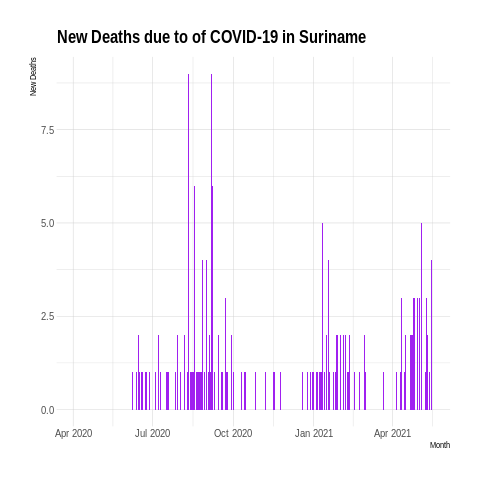 New Deaths due to of COVID-19 in Suriname
New Deaths
7.5
5.0
2.5
0.0
Apr 2020 Jul 2020 Oct 2020 Jan 2021 Apr 2021
Month